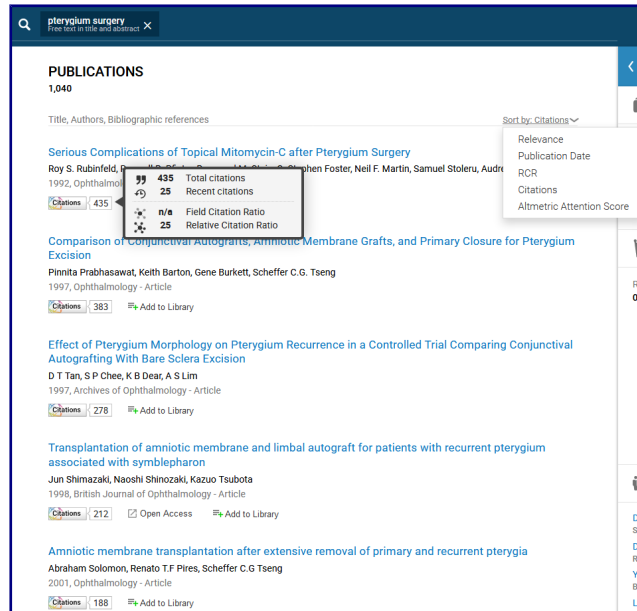 pterygium surgery
Free text in title and abstract
PUBLICATIONS
1,040
Title, Authors, Bibliographic references
Sort by: Citations
Relevance
Publication Date
RCR
Citations
Altmetric Attention Score
Serious Complications of Topical Mitomycin-C after Pterygium Surgery
Roy S. Rubinfeld, Foster, Neil F. Martin, Samuel Stoleru, Audre
1992, Ophthalmol
Citations 435
435 Total citations
25 Recent citations
n/a Field Citation Ratio
25 Relative Citation Ratio
Comparison of Conjunctival Autografts, Amniotic Membrane Grafts, and Primary Closure for Pterygium
Excision
Pinnita Prabhasawat, Keith Barton, Gene Burkett, Scheffer C.G. Tseng
1997, Ophthalmology - Article
Citations 383 Add to Library
Effect of Pterygium Morphology on Pterygium Recurrence in a Controlled Trial Comparing Conjunctival
Autografting With Bare Sclera Excision
D T Tan, S P Chee, K B Dear, A S Lim
1997, Archives of Ophthalmology - Article
Citations 278 Add to Library
Transplantation of amniotic membrane and limbal autograft for patients with recurrent pterygium
associated with symblepharon
Jun Shimazaki, Naoshi Shinozaki, Kazuo Tsubota
1998, British Journal of Ophthalmology - Article
Citations 212 Open Access Add to Library
Amniotic membrane transplantation after extensive removal of primary and recurrent pterygia
Abraham Solomon, Renato T.F Pires, Scheffer C.G Tseng
2001, Ophthalmology - Article
Citations 188 Add to Library